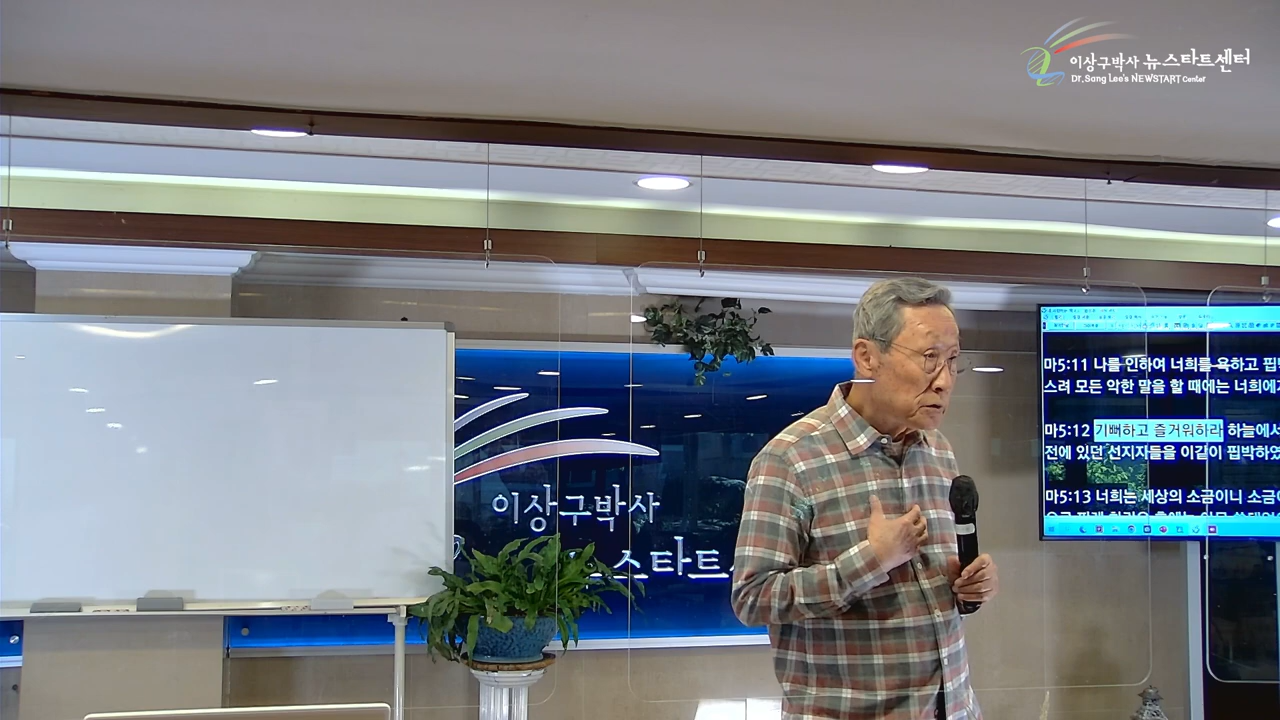 이상구박사 뉴스타트센터
Dr. Sang Lee's NEWSTART Center
이상구박사
스타트
마5:11 나를 인하여 너희를 욕하고 핍
스려 모든 악한 말을 할 때에는 너희에게
마5:12 기뻐하고 즐거워하라 하늘에서
전에 있던 선지자들을 이같이 핍박하였
마5:13 너희는 세상의 소금이니 소금